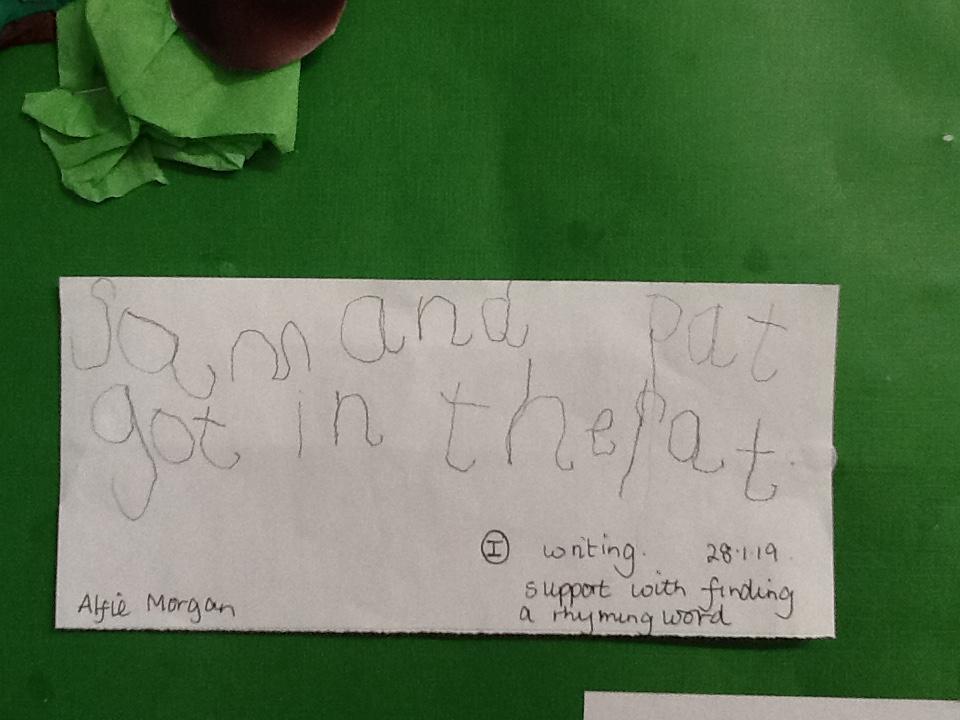 Sam and pat
got in the pat.
I writing. 28.1.19.
support with finding
a rhyming word
Alfie Morgan